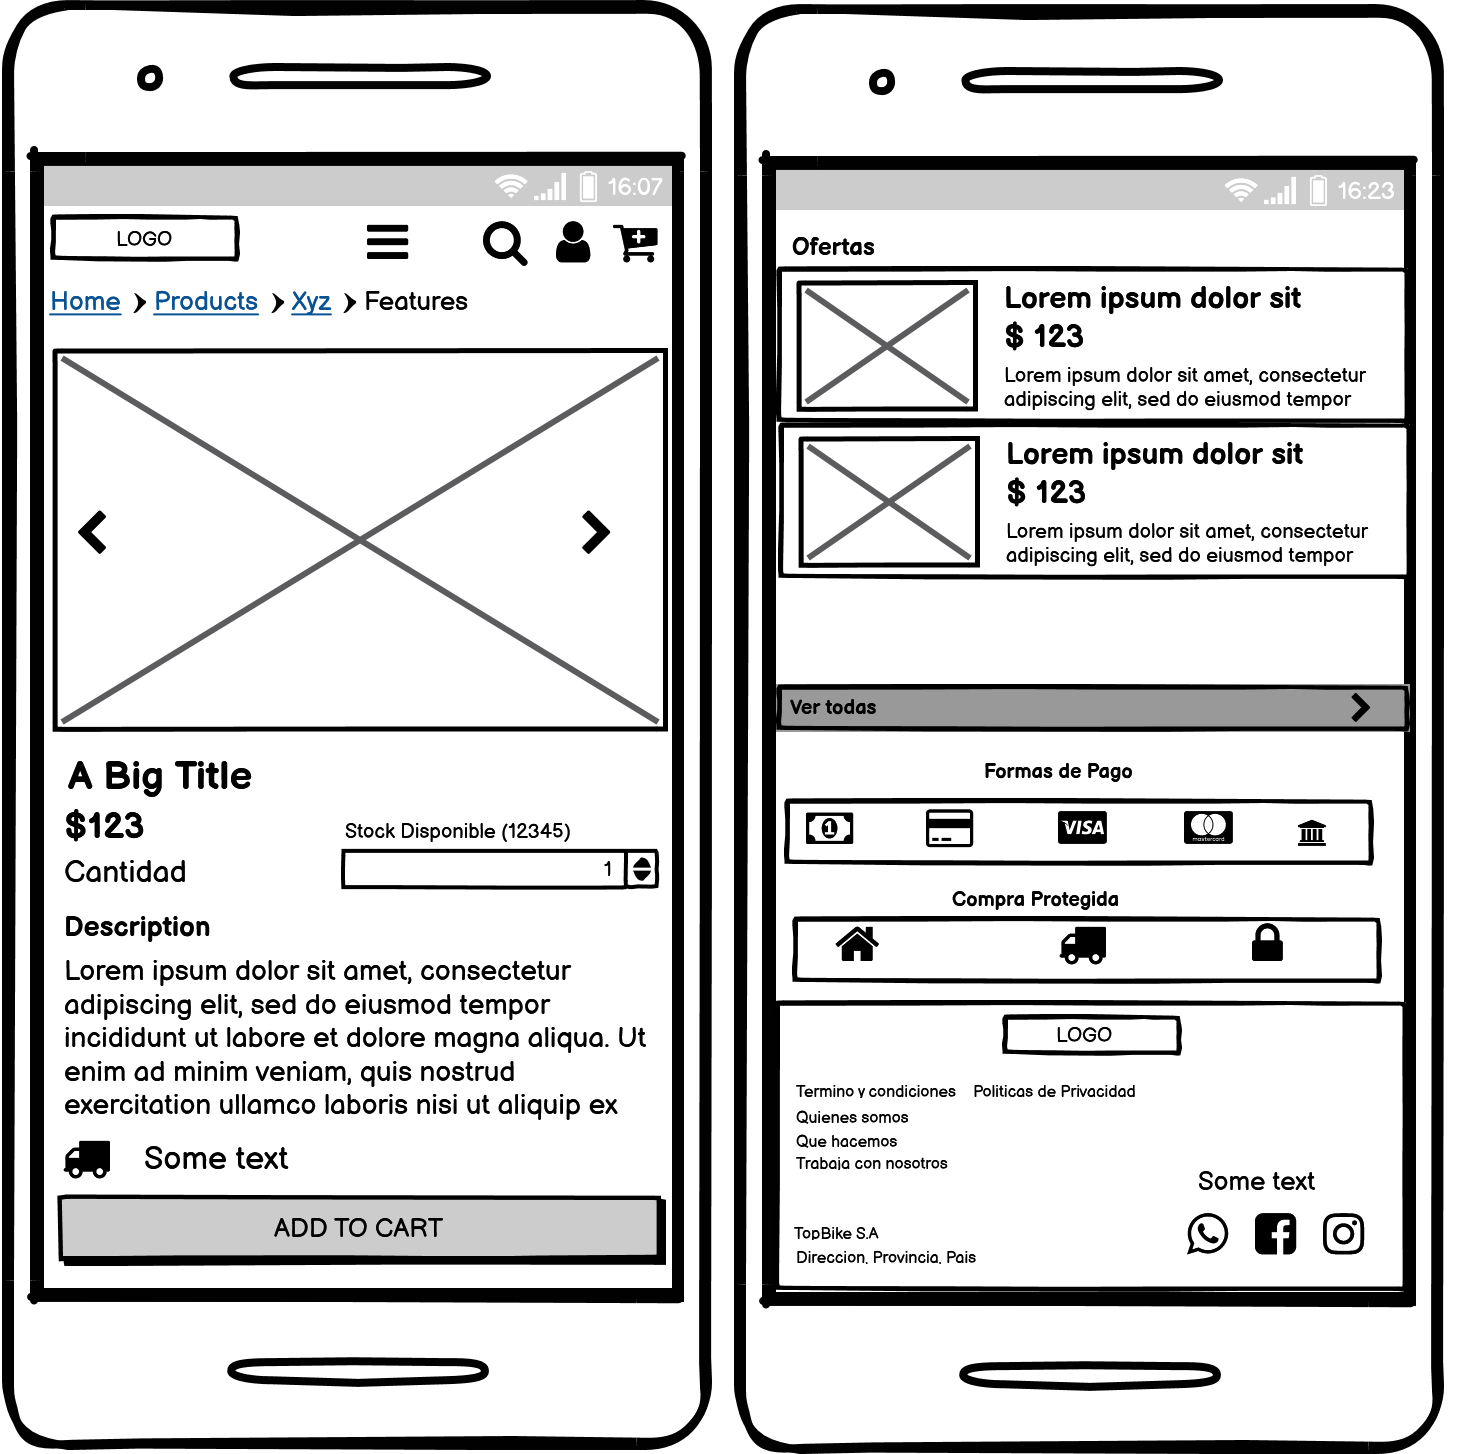 16:07
LOGO
Home Products Xyz Features
A Big Title
$123
Stock Disponible (12345)
Cantidad
1
Description
Lorem ipsum dolor sit amet, consectetur
adipiscing elit, sed do eiusmod tempor
incididunt ut labore et dolore magna aliqua. Ut
enim ad minim veniam, quis nostrud
exercitation ullamco laboris nisi ut aliquip ex
Some text
ADD TO CART
16:23
Ofertas
Lorem ipsum dolor sit
$ 123
Lorem ipsum dolor sit amet, consectetur
adipiscing elit, sed do eiusmod tempor
Lorem ipsum dolor sit
$ 123
Lorem ipsum dolor sit amet, consectetur
adipiscing elit, sed do eiusmod tempor
Ver todas
Formas de Pago
1 VISA mastercard
Compra Protegida
LOGO
Termino y condiciones Politicas de Privacidad
Quienes somos
Que hacemos
Trabaja con nosotros
Some text
TopBike S.A
Direccion, Provincia, Pais